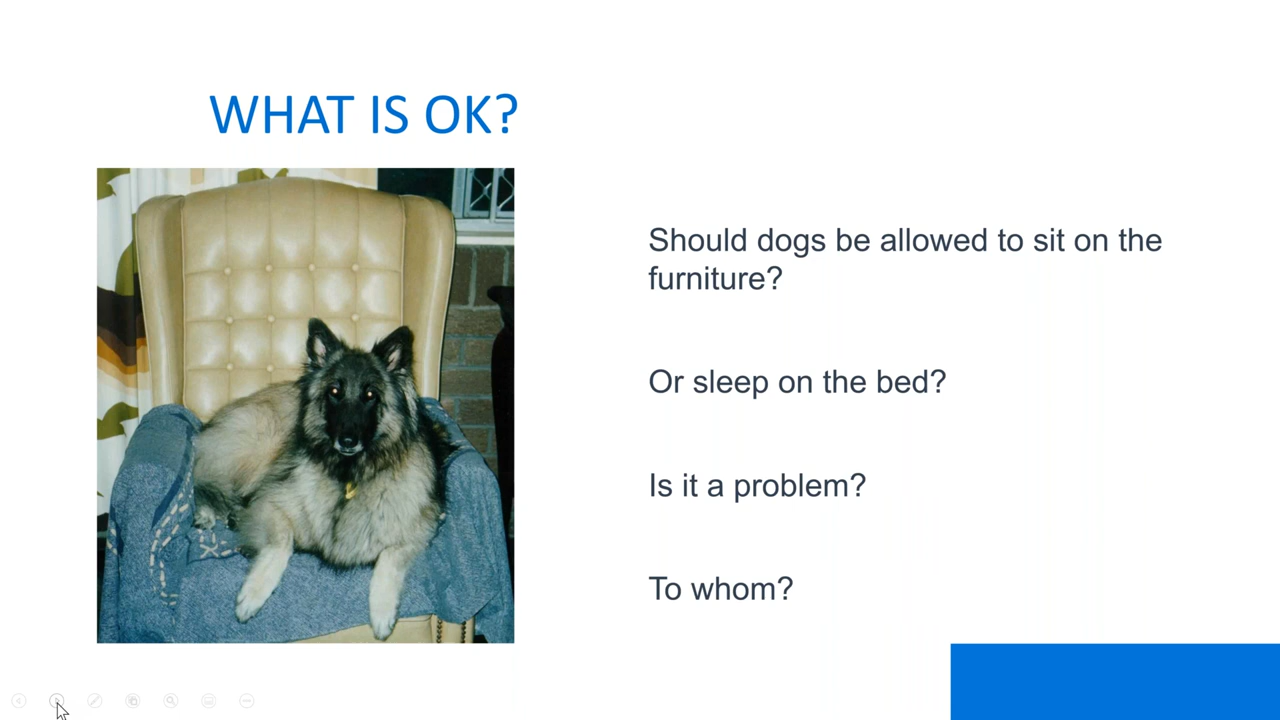 WHAT IS OK?
Should dogs be allowed to sit on the
furniture?
Or sleep on the bed?
Is it a problem?
To whom?